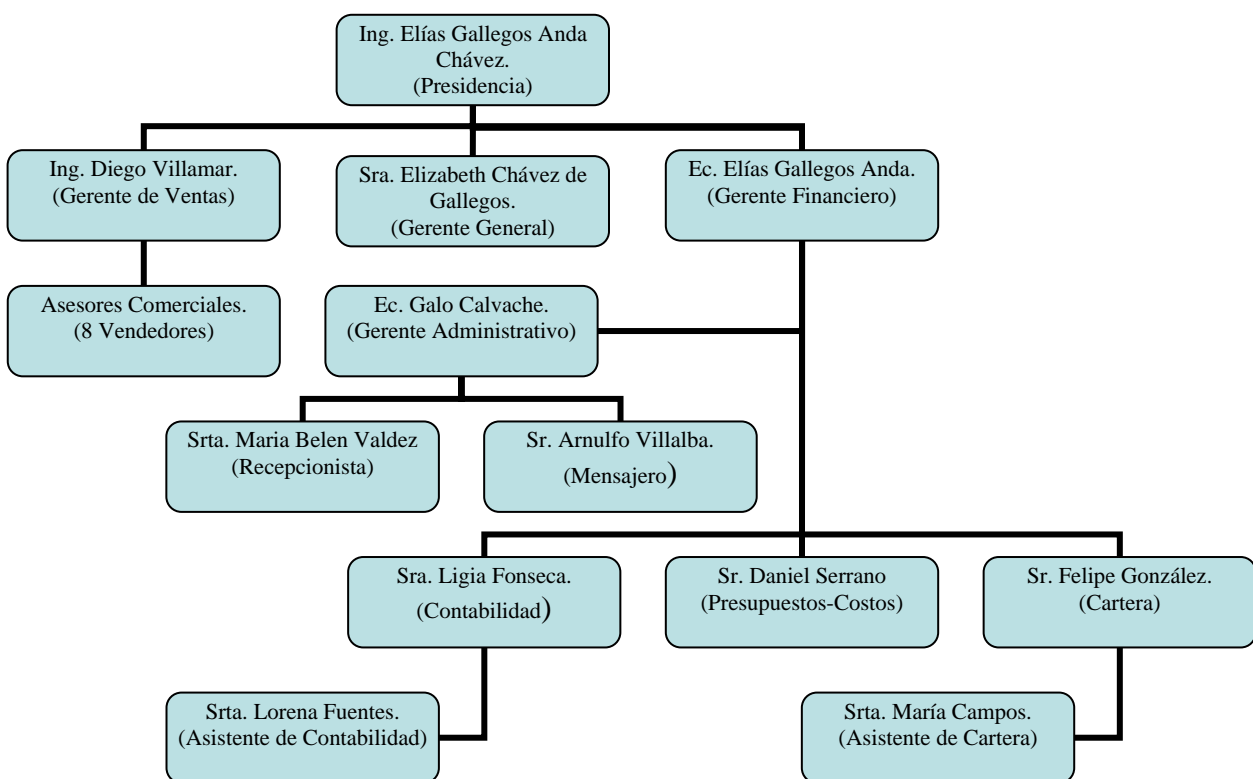 Ing. Elías Gallegos Anda
Chávez.
(Presidencia)
Ing. Diego Villamar.
(Gerente de Ventas)
Sra. Elizabeth Chávez de
Gallegos.
(Gerente General)
Ec. Elías Gallegos Anda.
(Gerente Financiero)
Asesores Comerciales.
(8 Vendedores)
Ec. Galo Calvache.
(Gerente Administrativo)
Srta. Maria Belen Valdez
(Recepcionista)
Sr. Arnulfo Villalba.
(Mensajero)
Sra. Ligia Fonseca.
(Contabilidad)
Sr. Daniel Serrano
(Presupuestos-Costos)
Sr. Felipe González.
(Cartera)
Srta. Lorena Fuentes.
(Asistente de Contabilidad)
Srta. María Campos.
(Asistente de Cartera)